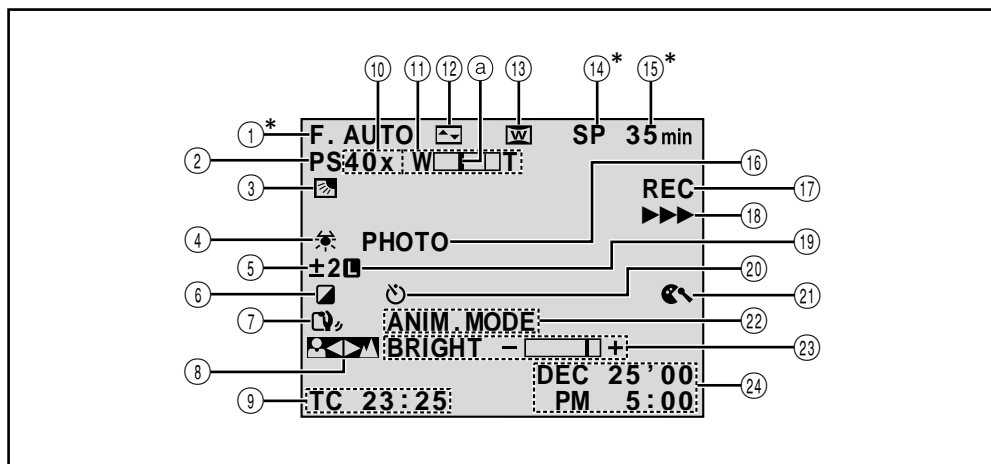 ⑩ ⑪ ⑫ ⓐ ⑬ ⑭* ⑮*
①* F. AUTO W SP 35 min
② PS 40x W T ⑯
③ REC ⑰
⑱
④ PHOTO ⑲
⑤ ±2 L ⑳
⑥ ㉑
⑦ ANIM.MODE ㉒
⑧ BRIGHT − + ㉓
DEC 25’00 ㉔
⑨ TC 23:25 PM 5:00